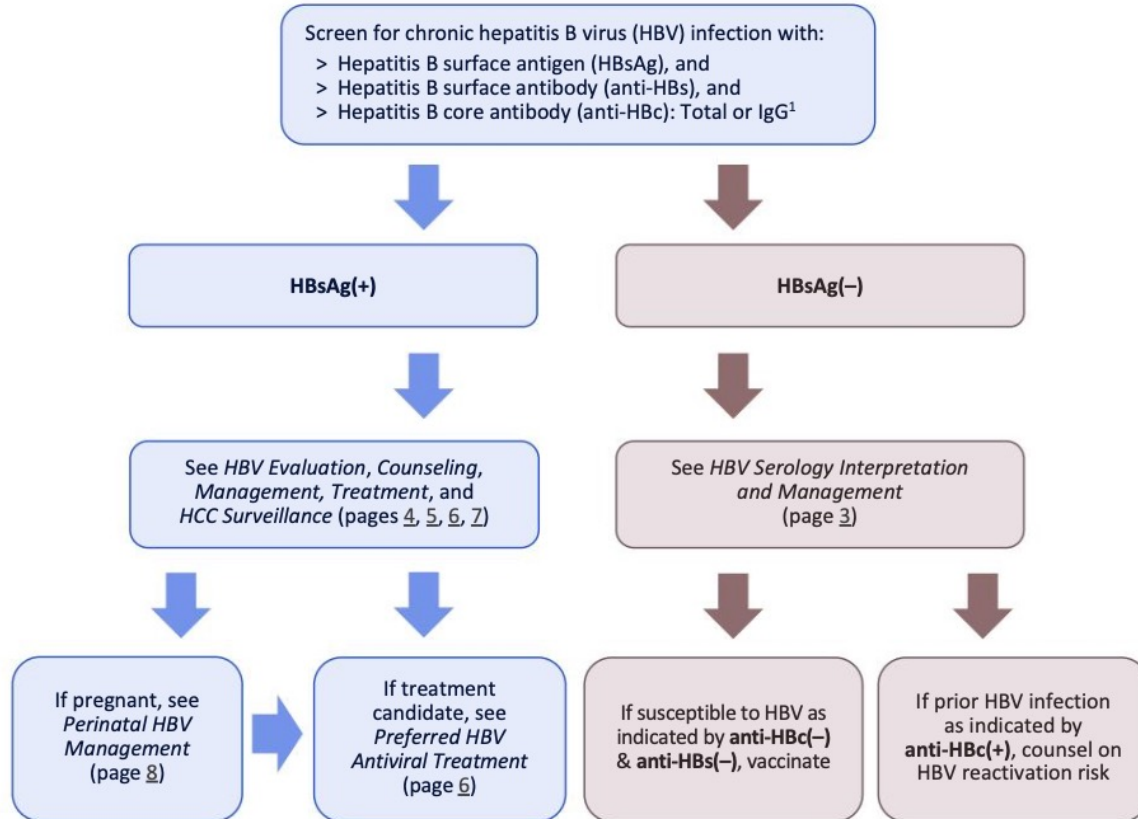 Screen for chronic hepatitis B virus (HBV) infection with:
> Hepatitis B surface antigen (HBsAg), and
> Hepatitis B surface antibody (anti-HBs), and
> Hepatitis B core antibody (anti-HBc): Total or IgG¹
HBsAg(+)
HBsAg(–)
See HBV Evaluation, Counseling,
Management, Treatment, and
HCC Surveillance (pages 4, 5, 6, 7)
See HBV Serology Interpretation
and Management
(page 3)
If pregnant, see
Perinatal HBV
Management
(page 8)
If treatment
candidate, see
Preferred HBV
Antiviral Treatment
(page 6)
If susceptible to HBV as
indicated by anti-HBc(–)
& anti-HBs(–), vaccinate
If prior HBV infection
as indicated by
anti-HBc(+), counsel on
HBV reactivation risk